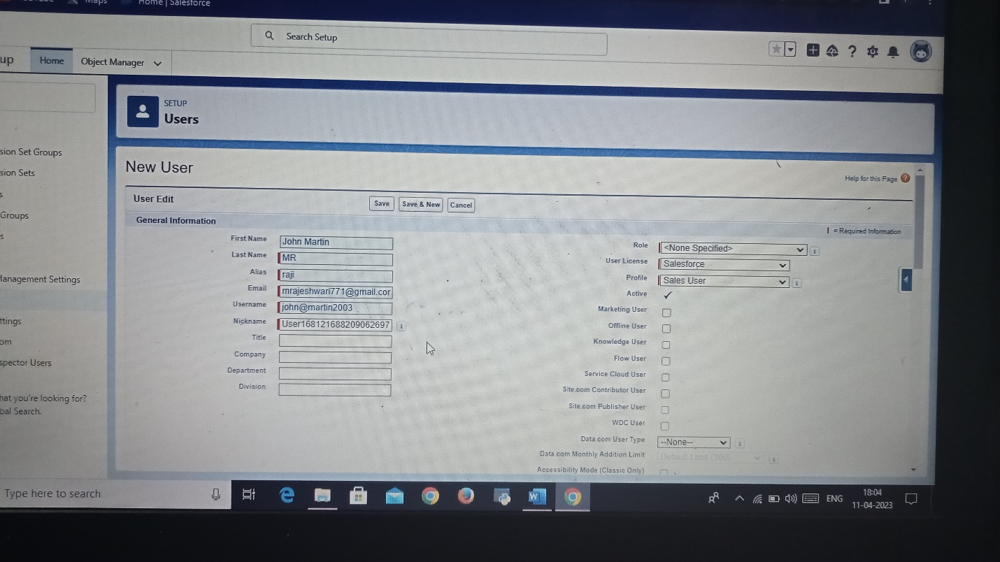 Maps
Home | Salesforce
Search Setup
up
Home
Object Manager
SETUP
Users
sion Set Groups
sion Sets
s
Groups
s
Management Settings
ttings
om
spector Users
hat you're looking for?
bal Search.
New User
Help for this Page ?
User Edit
Save
Save & New
Cancel
General Information
= Required Information
First Name John Martin
Last Name MR
Alias raji
Email mrajeshwari771@gmail.cor
Username john@martin2003
Nickname User168121688209062697
Title
Company
Department
Division
Role <None Specified>
User License Salesforce
Profile Sales User
Active
Marketing User
Offline User
Knowledge User
Flow User
Service Cloud User
Site.com Contributor User
Site.com Publisher User
WDC User
Data.com User Type --None--
Data.com Monthly Addition Limit Default Limit (300)
Accessibility Mode (Classic Only)
Type here to search
ENG
18:04
11-04-2023